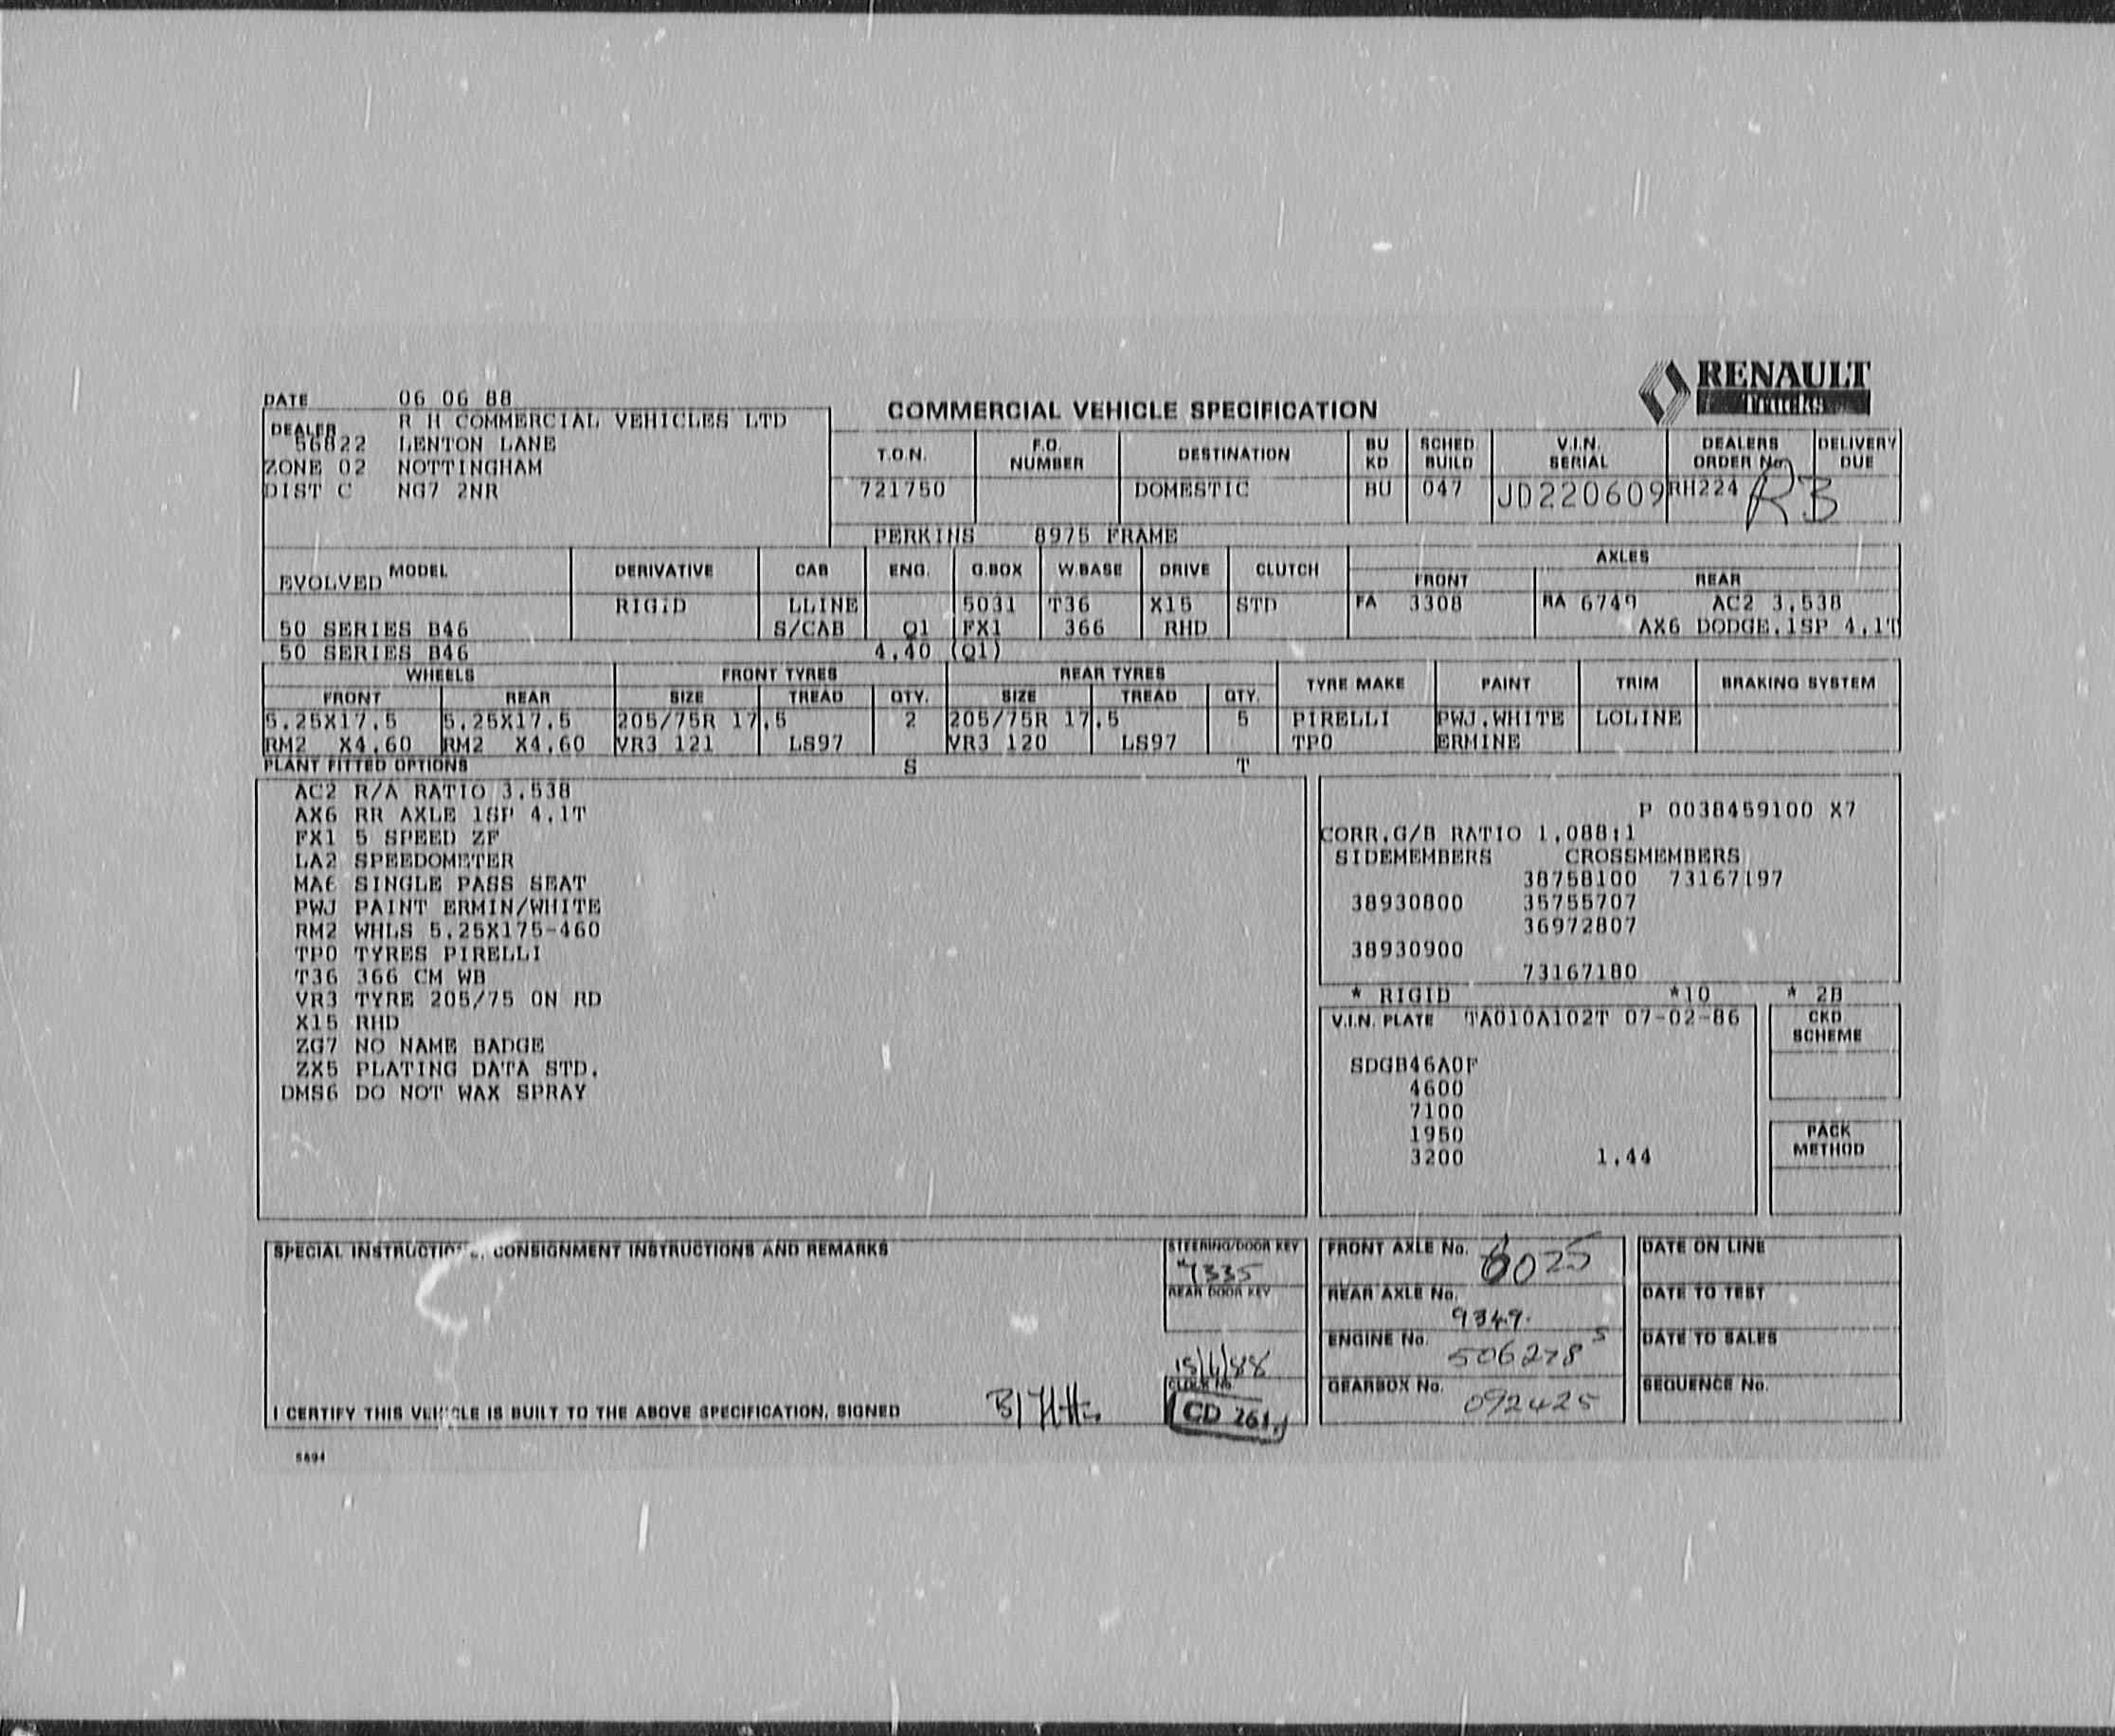 RENAULT
Trucks
DATE 06 06 88
COMMERCIAL VEHICLE SPECIFICATION
DEALER R H COMMERCIAL VEHICLES LTD
56822 LENTON LANE
ZONE 02 NOTTINGHAM
DIST C NG7 2NR
T.O.N. F.O. NUMBER DESTINATION BU KD SCHED BUILD V.I.N. SERIAL DEALERS ORDER No. DELIVERY DUE
721750 DOMESTIC BU 047 JD220609 RH224 RB
PERKINS 8975 FRAME
MODEL DERIVATIVE CAB ENG. G.BOX W.BASE DRIVE CLUTCH AXLES
EVOLVED FRONT REAR
RIGID LLINE 5031 T36 X15 STD FA 3308 RA 6749 AC2 3.538
50 SERIES B46 S/CAB Q1 FX1 366 RHD AX6 DODGE.1SP 4.1T
50 SERIES B46 4.40 (Q1)
WHEELS FRONT TYRES REAR TYRES TYRE MAKE PAINT TRIM BRAKING SYSTEM
FRONT REAR SIZE TREAD QTY. SIZE TREAD QTY.
5.25X17.5 5.25X17.5 205/75R 17.5 2 205/75R 17.5 5 PIRELLI PWJ.WHITE LOLINE
RM2 X4.60 RM2 X4.60 VR3 121 LS97 VR3 120 LS97 TPO ERMINE
PLANT FITTED OPTIONS S T
AC2 R/A RATIO 3.538
AX6 RR AXLE 1SP 4.1T
FX1 5 SPEED ZF
LA2 SPEEDOMETER
MA6 SINGLE PASS SEAT
PWJ PAINT ERMIN/WHITE
RM2 WHLS 5.25X175-460
TPO TYRES PIRELLI
T36 366 CM WB
VR3 TYRE 205/75 ON RD
X15 RHD
ZG7 NO NAME BADGE
ZX5 PLATING DATA STD.
DMS6 DO NOT WAX SPRAY
P 0038459100 X7
CORR.G/B RATIO 1.088:1
SIDEMEMBERS CROSSMEMBERS
38758100 73167197
38930800 35755707
36972807
38930900
73167180
* RIGID *10 * 2B
V.I.N. PLATE TA010A102T 07-02-86
SDGB46A0F
4600
7100
1950
3200 1.44
CKD
SCHEME
PACK
METHOD
SPECIAL INSTRUCTIONS, CONSIGNMENT INSTRUCTIONS AND REMARKS
STEERING/DOOR KEY
7335
REAR DOOR KEY
15/6/88
CLOCK No.
CD 261
I CERTIFY THIS VEHICLE IS BUILT TO THE ABOVE SPECIFICATION, SIGNED
FRONT AXLE No. 6025
REAR AXLE No.
9349.
ENGINE No. 506278 S
GEARBOX No. 092425
DATE ON LINE
DATE TO TEST
DATE TO SALES
SEQUENCE No.
5894